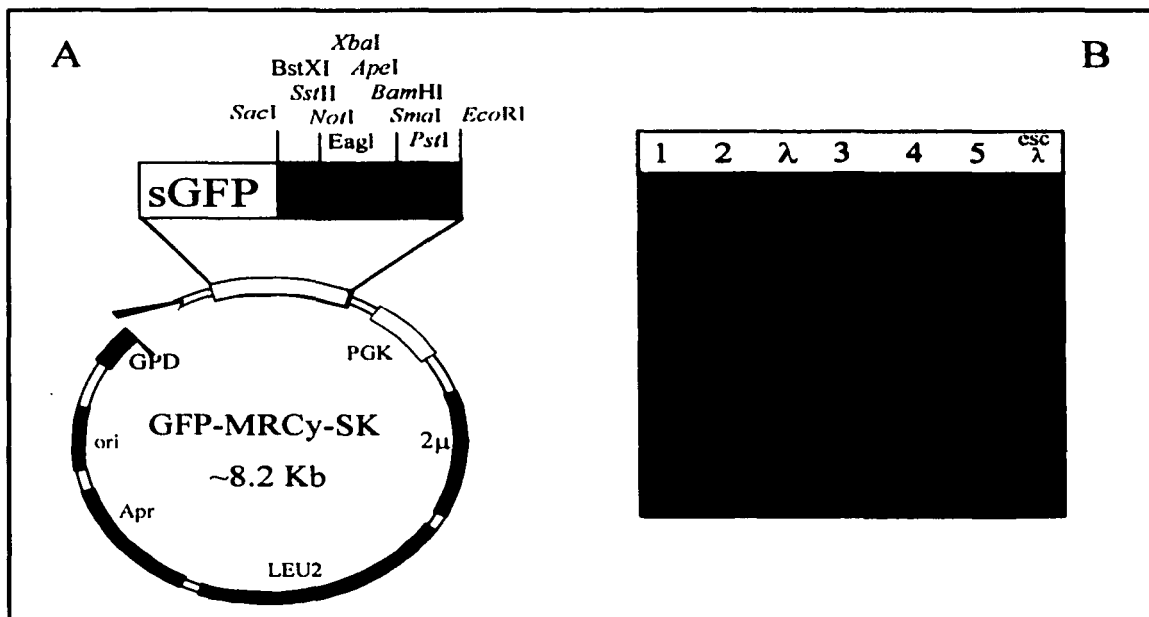 A
B
XbaI
BstXI ApeI
SstII BamHI
SacI NotI SmaI EcoRI
EagI PstI
sGFP
1 2 λ 3 4 5 esc λ
GPD
PGK
GFP-MRCy-SK
ori
2μ
~8.2 Kb
Apr
LEU2